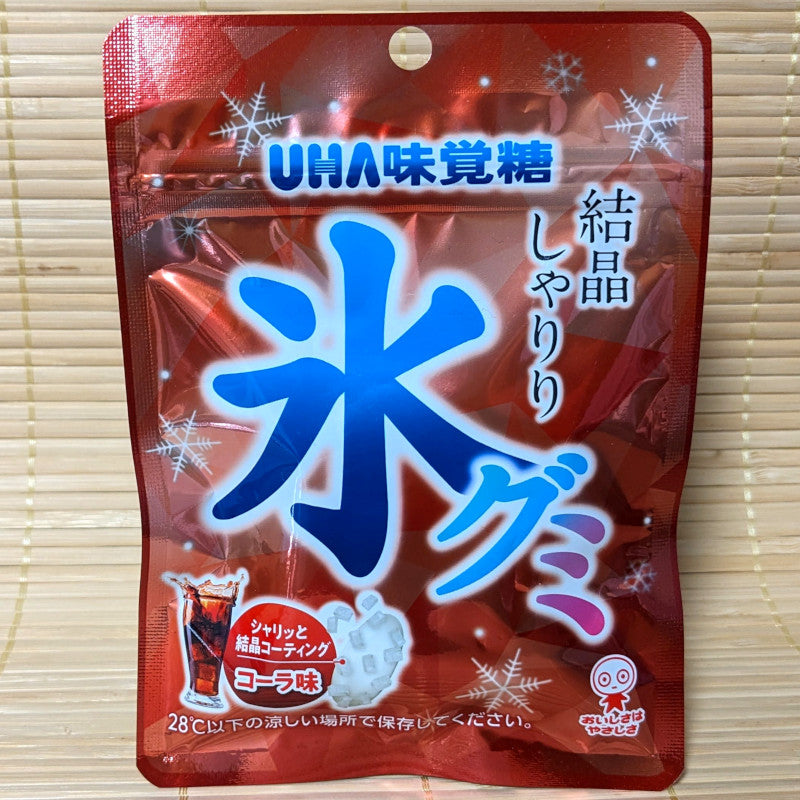 UHA味覚糖
結晶
しゃりり
氷グミ
シャリッと
結晶コーティング
コーラ味
28℃以下の涼しい場所で保存してください。
おいしさは
やさしさ